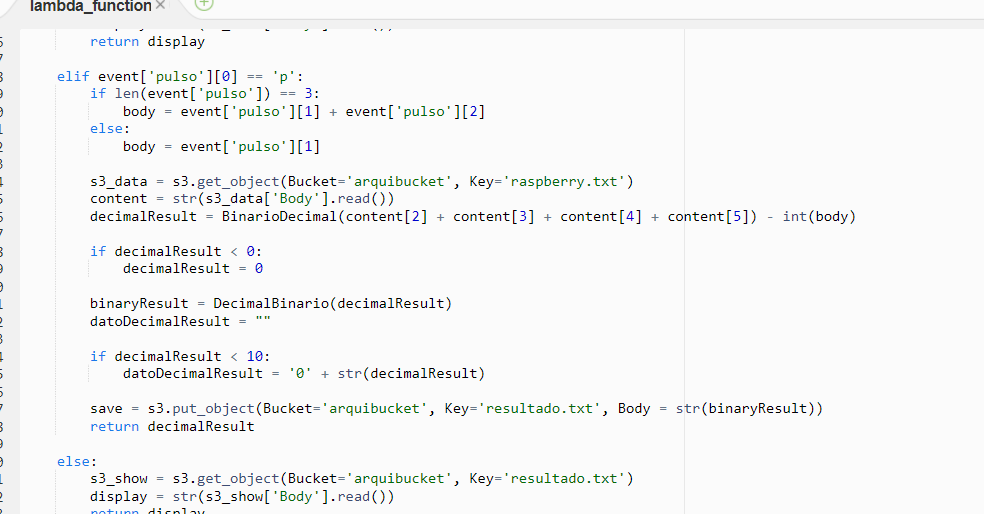 lambda_function
return display
elif event['pulso'][0] == 'p':
if len(event['pulso']) == 3:
body = event['pulso'][1] + event['pulso'][2]
else:
body = event['pulso'][1]
s3_data = s3.get_object(Bucket='arquibucket', Key='raspberry.txt')
content = str(s3_data['Body'].read())
decimalResult = BinarioDecimal(content[2] + content[3] + content[4] + content[5]) - int(body)
if decimalResult < 0:
decimalResult = 0
binaryResult = DecimalBinario(decimalResult)
datoDecimalResult = ""
if decimalResult < 10:
datoDecimalResult = '0' + str(decimalResult)
save = s3.put_object(Bucket='arquibucket', Key='resultado.txt', Body = str(binaryResult))
return decimalResult
else:
s3_show = s3.get_object(Bucket='arquibucket', Key='resultado.txt')
display = str(s3_show['Body'].read())
return display